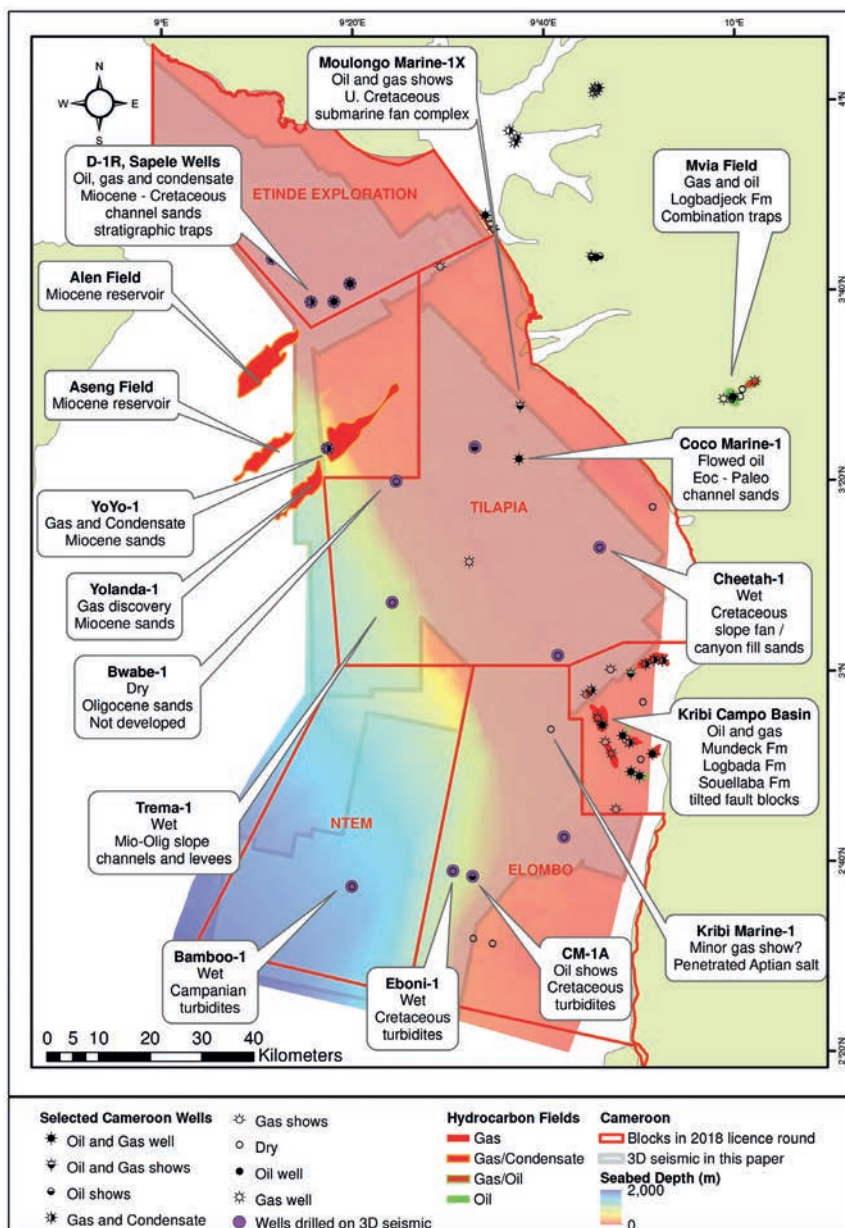 9°E
9°20
9°40
10°E
N
W
E
S
Moulongo Marine-1X
Oil and gas shows
U. Cretaceous
submarine fan complex
4°N
D-1R, Sapele Wells
Oil, gas and condensate
Miocene - Cretaceous
channel sands
stratigraphic traps
ETINDE EXPLORATION
Mvia Field
Gas and oil
Logbadjeck Fm
Combination traps
Alen Field
Miocene reservoir
3°40
Aseng Field
Miocene reservoir
Coco Marine-1
Flowed oil
Eoc - Paleo
channel sands
3°20
YoYo-1
Gas and Condensate
Miocene sands
TILAPIA
Yolanda-1
Gas discovery
Miocene sands
Cheetah-1
Wet
Cretaceous
slope fan /
canyon fill sands
Bwabe-1
Dry
Oligocene sands
Not developed
3°N
Kribi Campo Basin
Oil and gas
Mundeck Fm
Logbada Fm
Souellaba Fm
tilted fault blocks
Trema-1
Wet
Mio-Olig slope
channels and levees
NTEM
ELOMBO
2°40
Kribi Marine-1
Minor gas show?
Penetrated Aptian salt
Bamboo-1
Wet
Campanian
turbidites
Eboni-1
Wet
Cretaceous
turbidites
CM-1A
Oil shows
Cretaceous
turbidites
0 5 10 20 30 40
Kilometers
2°20
Selected Cameroon Wells
Oil and Gas well
Oil and Gas shows
Oil shows
Gas and Condensate
Gas shows
Dry
Oil well
Gas well
Wells drilled on 3D seismic
Hydrocarbon Fields
Gas
Gas/Condensate
Gas/Oil
Oil
Cameroon
Blocks in 2018 licence round
3D seismic in this paper
Seabed Depth (m)
2,000
0